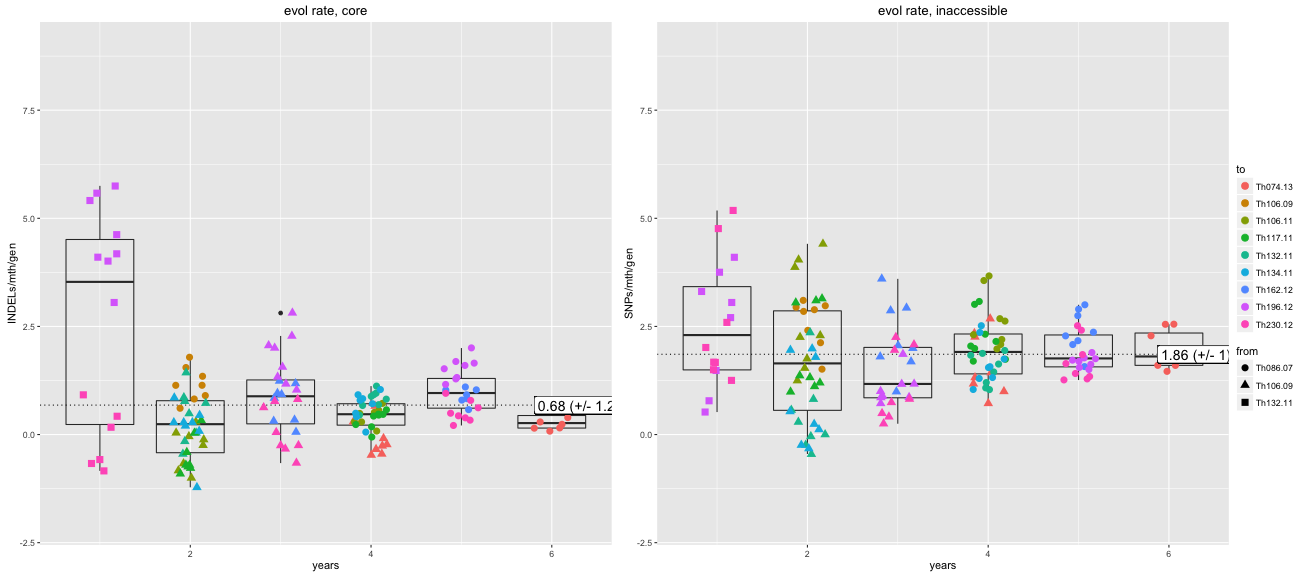 evol rate, core
INDELs/mth/gen
7.5
5.0
2.5
0.0
-2.5
0.68 (+/- 1.2
2
4
6
years
evol rate, inaccessible
SNPs/mth/gen
7.5
5.0
2.5
0.0
-2.5
1.86 (+/- 1)
2
4
6
years
to
Th074.13
Th106.09
Th106.11
Th117.11
Th132.11
Th134.11
Th162.12
Th196.12
Th230.12
from
Th086.07
Th106.09
Th132.11